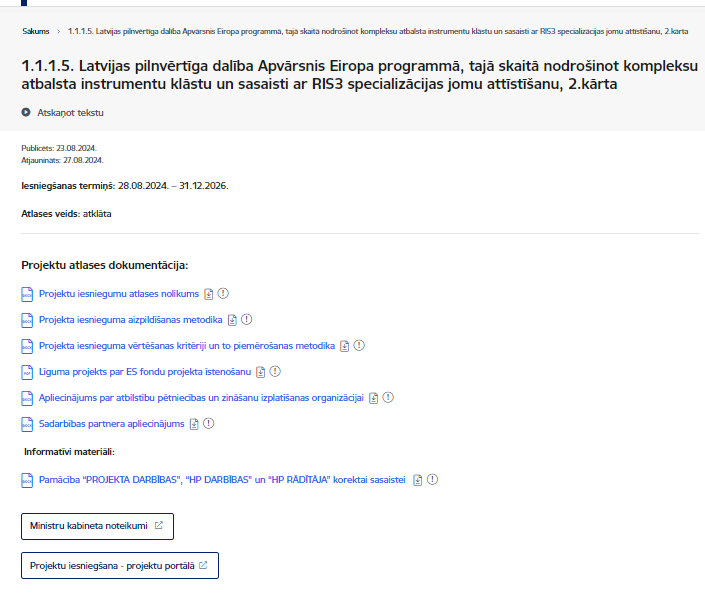 Sākums > 1.1.1.5. Latvijas pilnvērtīga dalība Apvārsnis Eiropa programmā, tajā skaitā nodrošinot kompleksu atbalsta instrumentu klāstu un sasaisti ar RIS3 specializācijas jomu attīstīšanu, 2.kārta
1.1.1.5. Latvijas pilnvērtīga dalība Apvārsnis Eiropa programmā, tajā skaitā nodrošinot kompleksu
atbalsta instrumentu klāstu un sasaisti ar RIS3 specializācijas jomu attīstīšanu, 2.kārta
Atskaņot tekstu
Publicēts: 23.08.2024.
Atjaunināts: 27.08.2024.
Iesniegšanas termiņš: 28.08.2024. – 31.12.2026.
Atlases veids: atklāta
Projektu atlases dokumentācija:
Projektu iesniegumu atlases nolikums
Projekta iesnieguma aizpildīšanas metodika
Projekta iesnieguma vērtēšanas kritēriji un to piemērošanas metodika
Līguma projekts par ES fondu projekta īstenošanu
Apliecinājums par atbilstību pētniecības un zināšanu izplatīšanas organizācijai
Sadarbības partnera apliecinājums
Informatīvi materiāli:
Pamācība “PROJEKTA DARBĪBAS”, “HP DARBĪBAS” un “HP RĀDĪTĀJA” korektai sasaistei
Ministru kabineta noteikumi
Projektu iesniegšana - projektu portālā